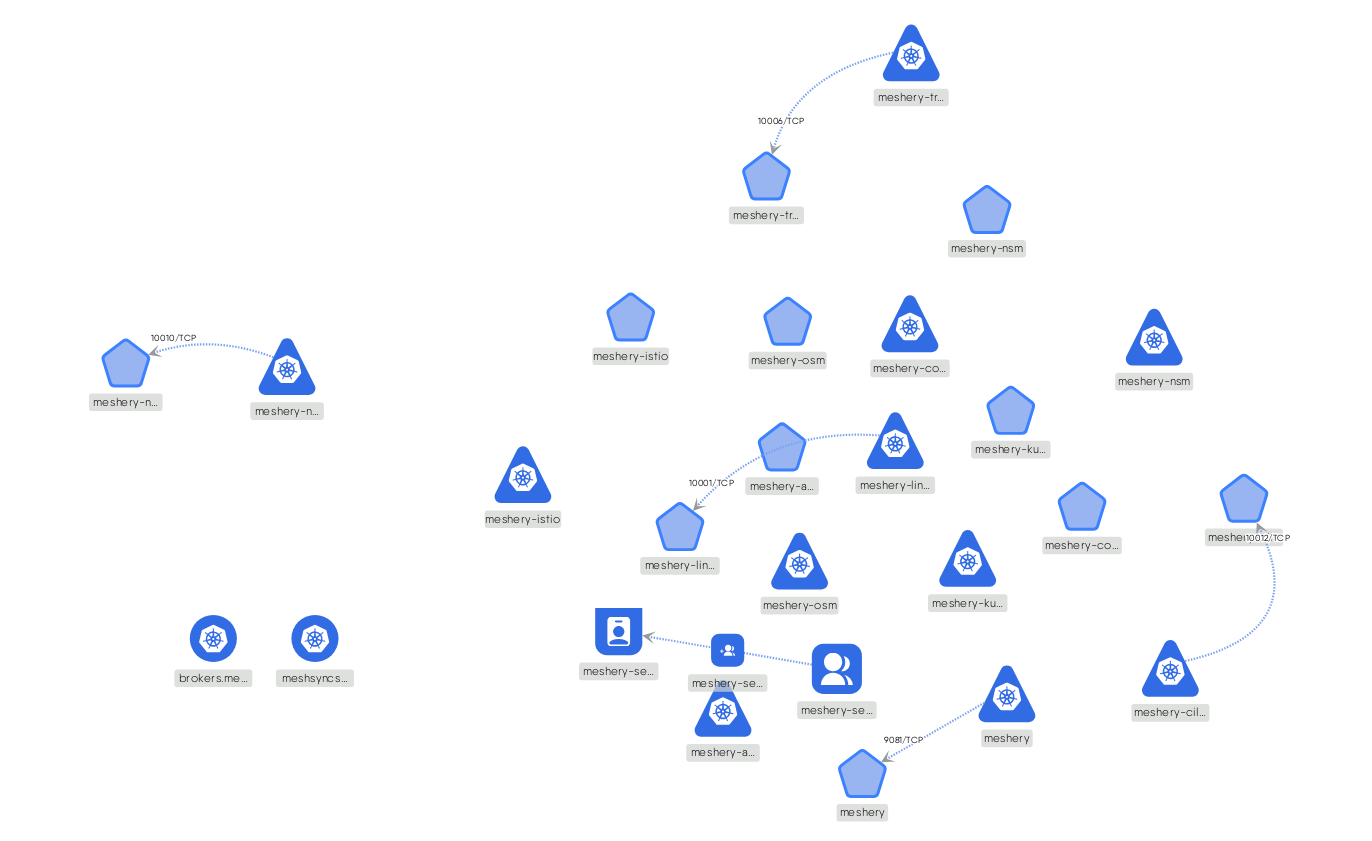 meshery-tr...
10006/TCP
meshery-tr...
meshery-nsm
10010/TCP
meshery-istio
meshery-osm
meshery-co...
meshery-nsm
meshery-n...
meshery-n...
meshery-ku...
10001/TCP
meshery-a...
meshery-lin...
meshery-istio
meshery-co...
10012/TCP
meshery-lin...
meshery-osm
meshery-ku...
brokers.me...
meshsyncs...
meshery-se...
meshery-se...
meshery-se...
meshery-cil...
meshery
9081/TCP
meshery-a...
meshery